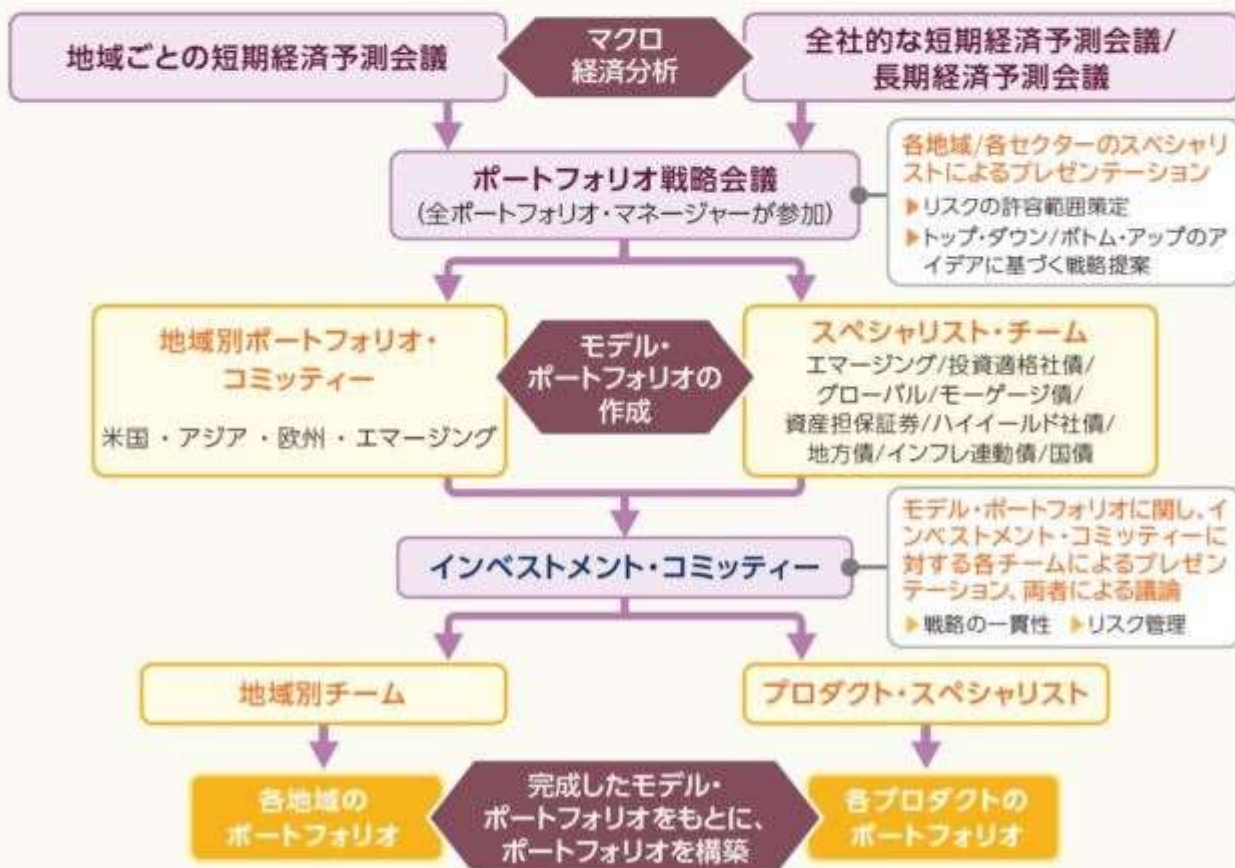 地域ごとの短期経済予測会議
マクロ
経済分析
全社的な短期経済予測会議/
長期経済予測会議
ポートフォリオ戦略会議
(全ポートフォリオ・マネージャーが参加)
各地域/各セクターのスペシャリ
ストによるプレゼンテーション
▶リスクの許容範囲策定
▶トップ・ダウン/ボトム・アップのア
イデアに基づく戦略提案
地域別ポートフォリオ・
コミッティー
米国・アジア・欧州・エマージング
モデル・
ポートフォリオの
作成
スペシャリスト・チーム
エマージング/投資適格社債/
グローバル/モーゲージ債/
資産担保証券/ハイイールド社債/
地方債/インフレ連動債/国債
インベストメント・コミッティー
モデル・ポートフォリオに関し、イ
ンベストメント・コミッティーに
対する各チームによるプレゼン
テーション、両者による議論
▶戦略の一貫性 ▶リスク管理
地域別チーム
プロダクト・スペシャリスト
各地域の
ポートフォリオ
完成したモデル・
ポートフォリオをもとに、
ポートフォリオを構築
各プロダクトの
ポートフォリオ